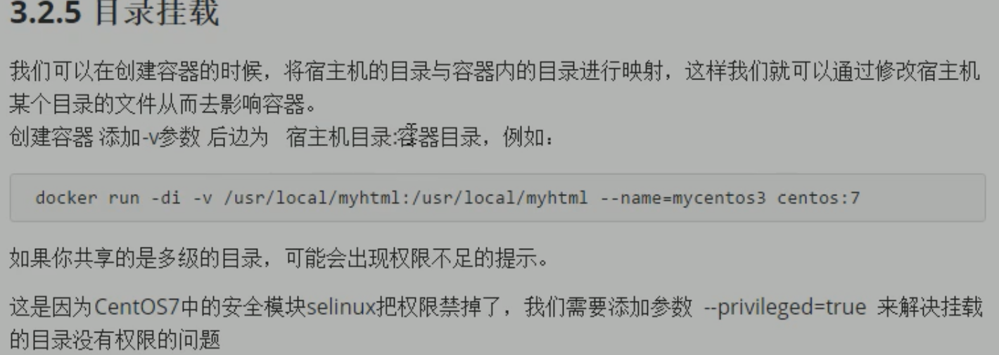 3.2.5 目录挂载
我们可以在创建容器的时候，将宿主机的目录与容器内的目录进行映射，这样我们就可以通过修改宿主机
某个目录的文件从而去影响容器。
创建容器 添加-v参数 后边为 宿主机目录:容器目录，例如：
docker run -di -v /usr/local/myhtml:/usr/local/myhtml --name=mycentos3 centos:7
如果你共享的是多级的目录，可能会出现权限不足的提示。
这是因为CentOS7中的安全模块selinux把权限禁掉了，我们需要添加参数 --privileged=true 来解决挂载
的目录没有权限的问题